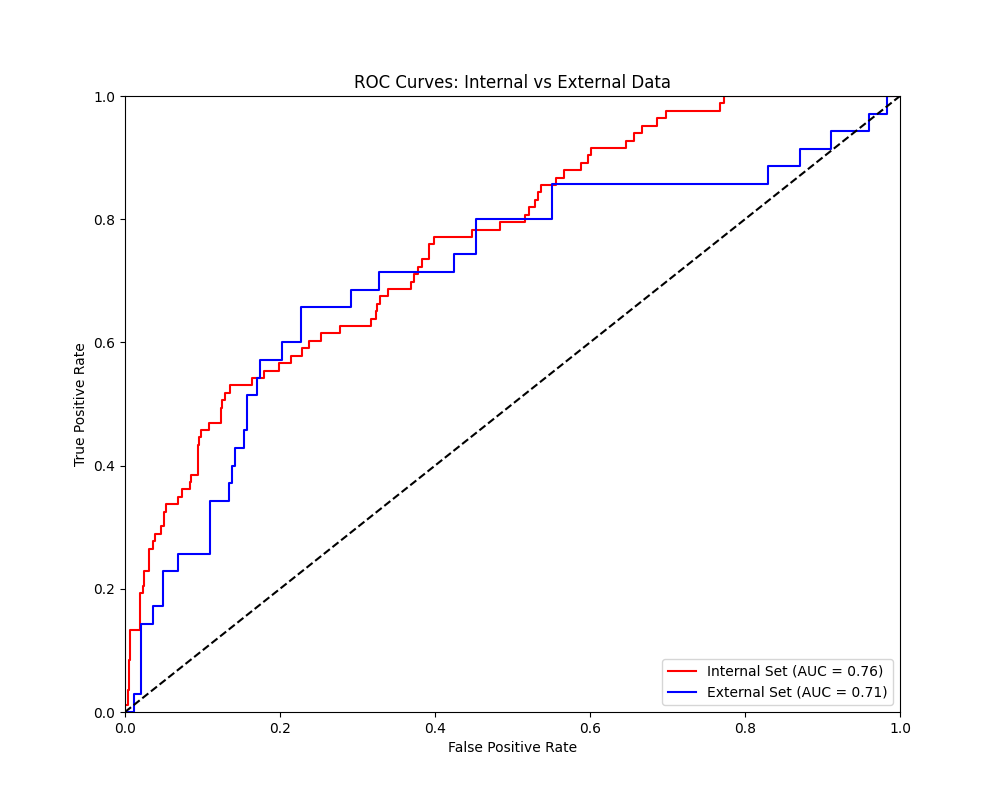 ROC Curves: Internal vs External Data
1.0
0.8
0.6
0.4
0.2
0.0
True Positive Rate
Internal Set (AUC = 0.76)
External Set (AUC = 0.71)
0.0 0.2 0.4 0.6 0.8 1.0
False Positive Rate